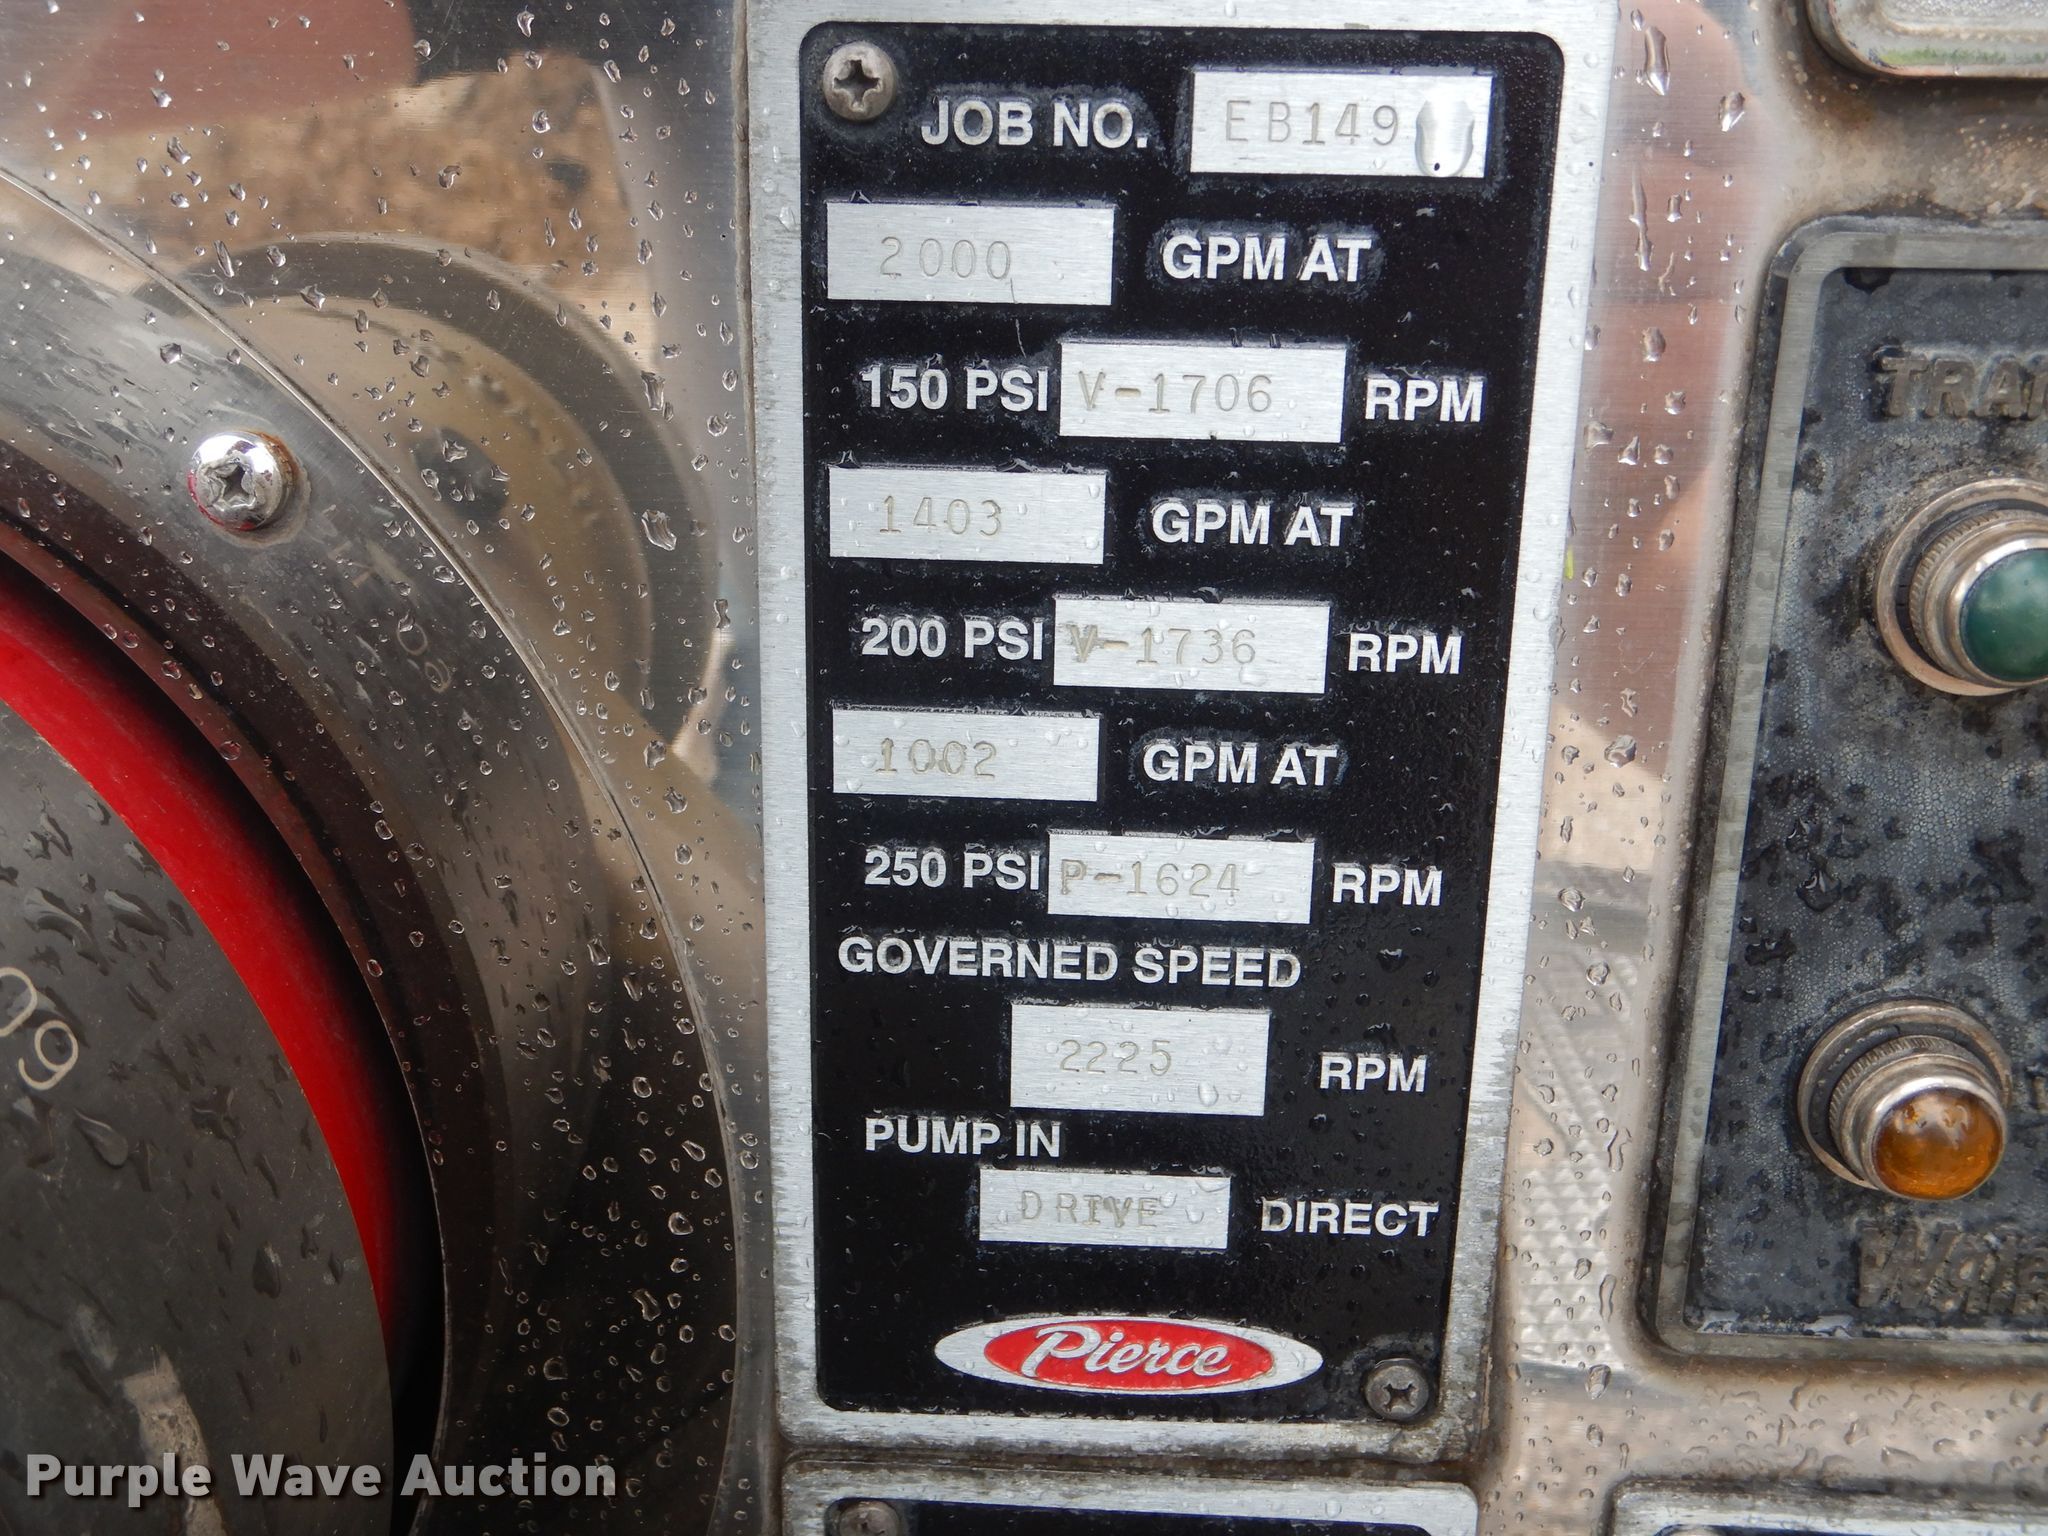 JOB NO. EB149
2000 GPM AT
150 PSI V-1706 RPM
1403 GPM AT
200 PSI V-1736 RPM
1002 GPM AT
250 PSI P-1624 RPM
GOVERNED SPEED
2225 RPM
PUMP IN
DRIVE DIRECT
Pierce
Purple Wave Auction